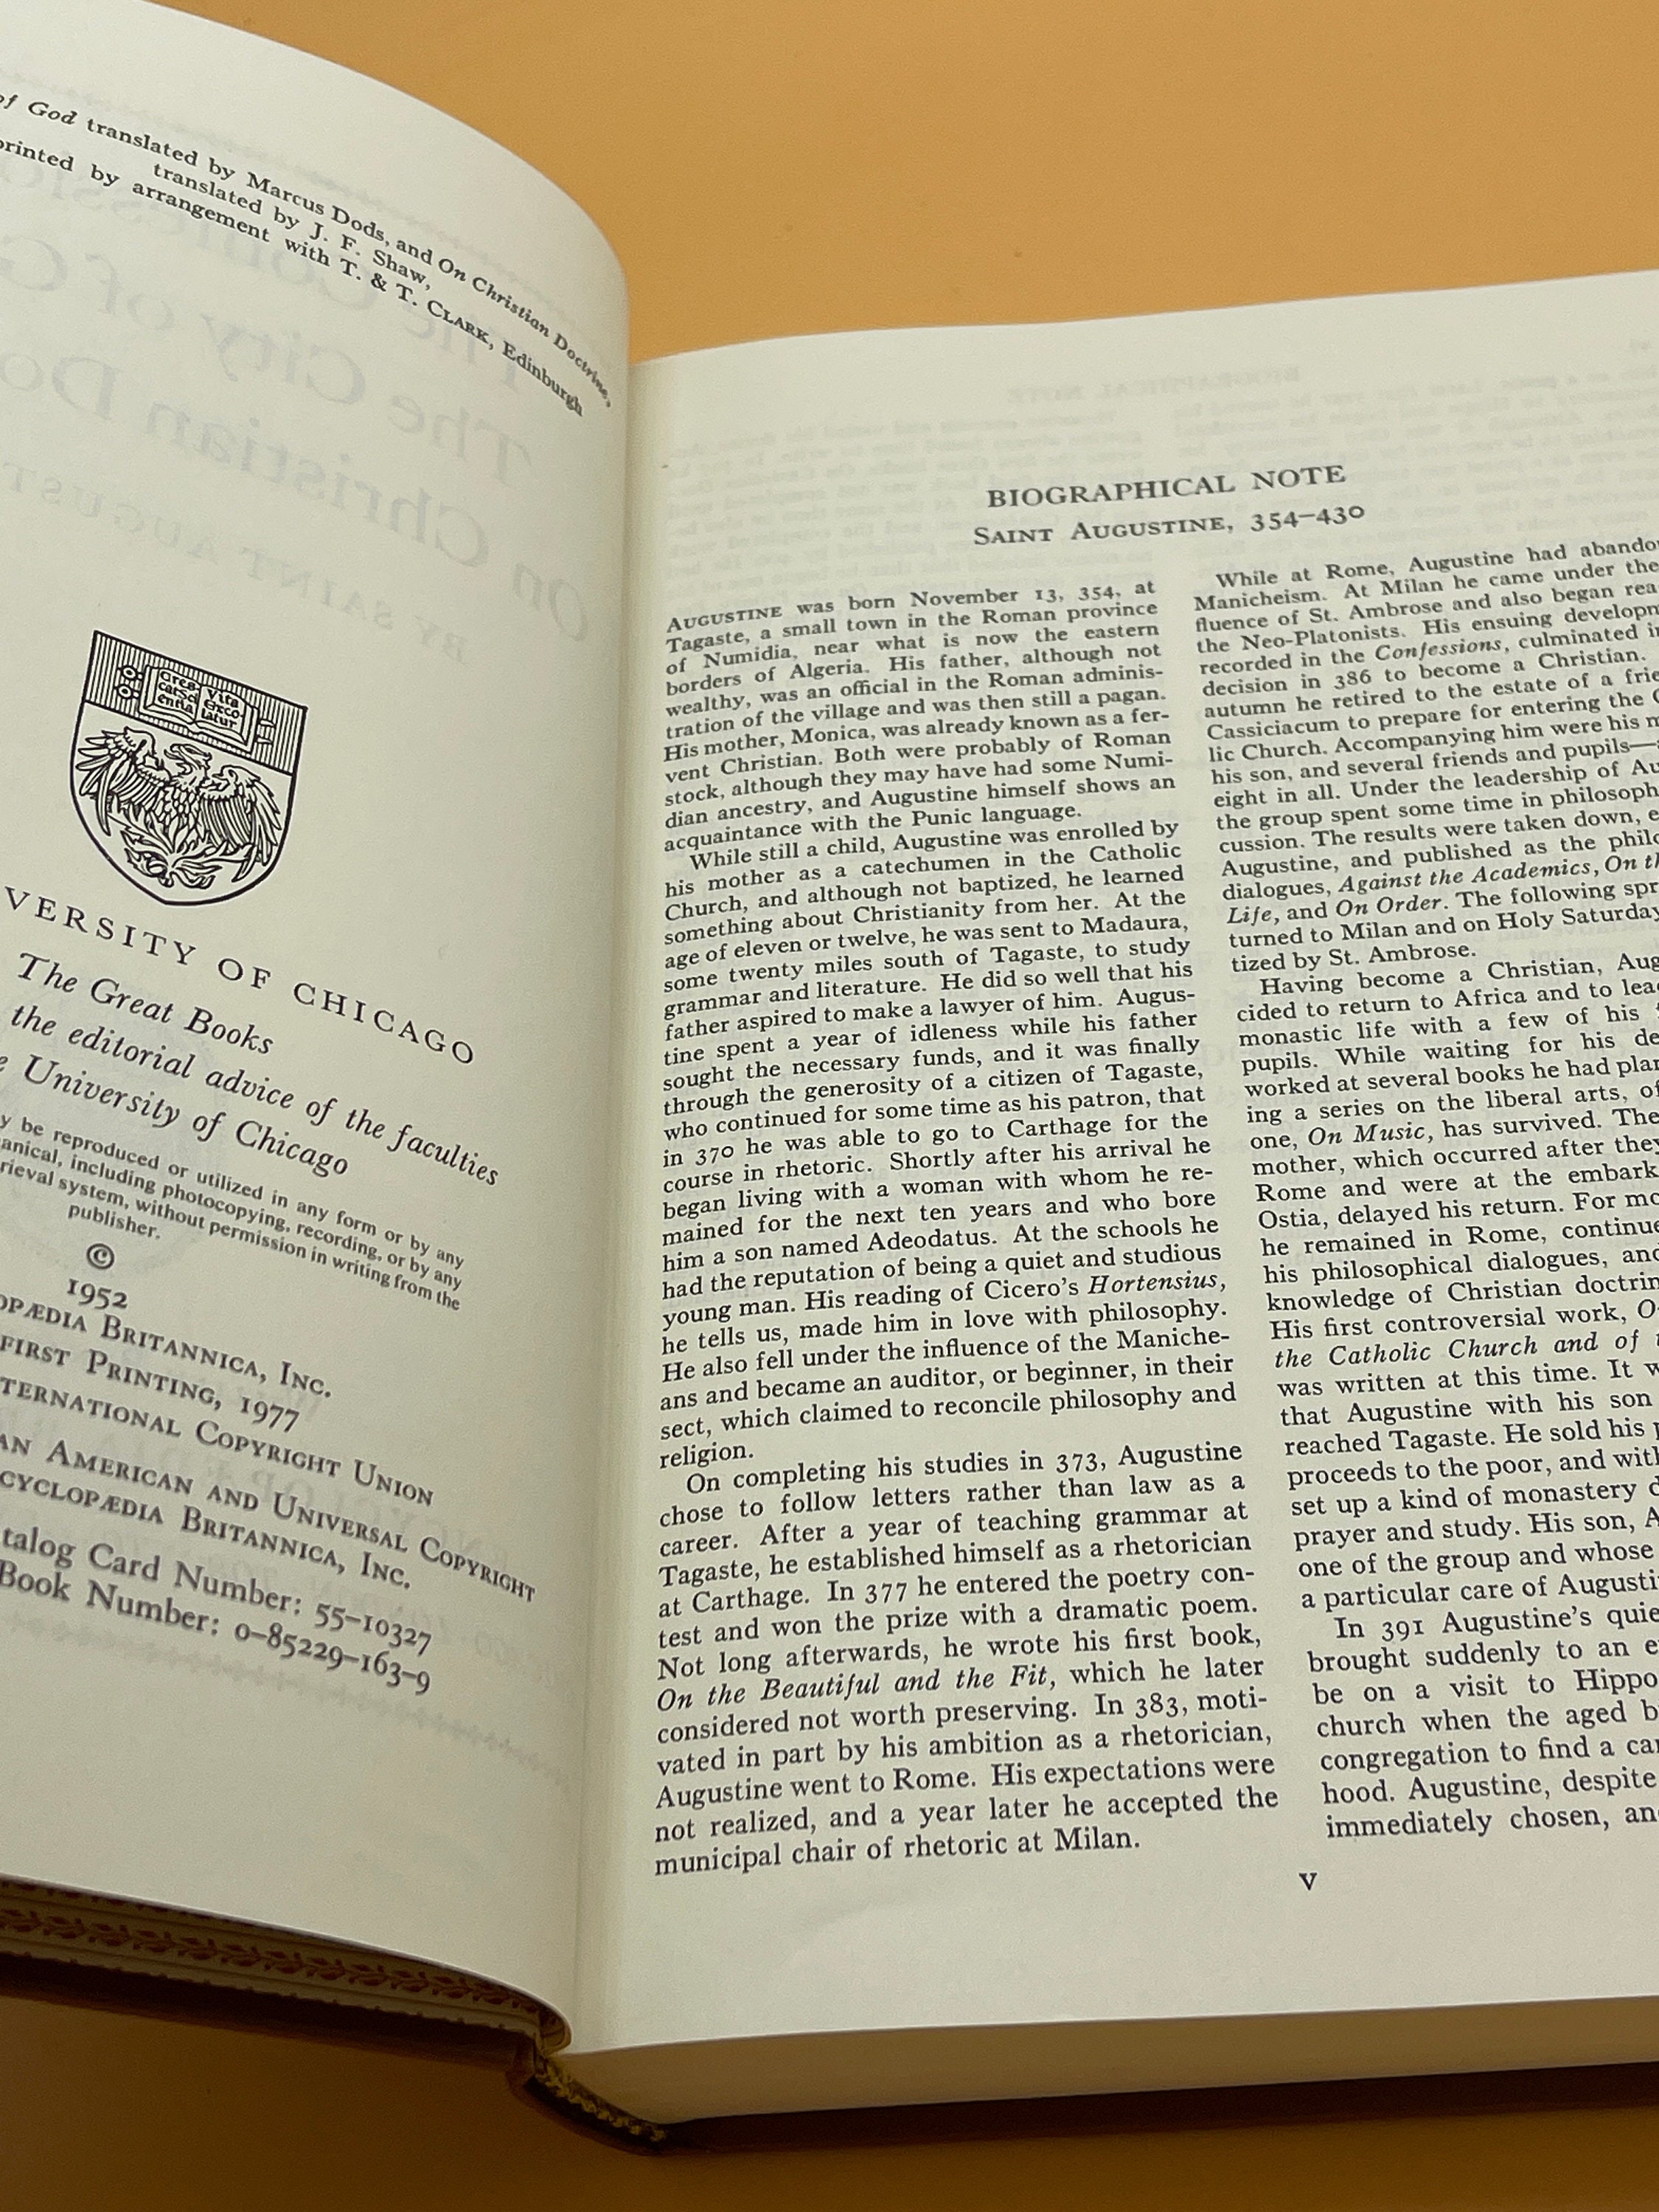 of God translated by Marcus Dods, and On Christian Doctrine,
translated by J. F. Shaw,
printed by arrangement with T. & T. CLARK, Edinburgh
Cres
cat Sci
entia
Vita
Exco
latur
VERSITY OF CHICAGO
The Great Books
the editorial advice of the faculties
University of Chicago
y be reproduced or utilized in any form or by any
anical, including photocopying, recording, or by any
rieval system, without permission in writing from the
publisher.
©
1952
OPÆDIA BRITANNICA, INC.
FIRST PRINTING, 1977
TERNATIONAL COPYRIGHT UNION
AN AMERICAN AND UNIVERSAL COPYRIGHT
CYCLOPÆDIA BRITANNICA, INC.
talog Card Number: 55-10327
Book Number: 0-85229-163-9
BIOGRAPHICAL NOTE
SAINT AUGUSTINE, 354–430
AUGUSTINE was born November 13, 354, at
Tagaste, a small town in the Roman province
of Numidia, near what is now the eastern
borders of Algeria. His father, although not
wealthy, was an official in the Roman adminis-
tration of the village and was then still a pagan.
His mother, Monica, was already known as a fer-
vent Christian. Both were probably of Roman
stock, although they may have had some Numi-
dian ancestry, and Augustine himself shows an
acquaintance with the Punic language.
While still a child, Augustine was enrolled by
his mother as a catechumen in the Catholic
Church, and although not baptized, he learned
something about Christianity from her. At the
age of eleven or twelve, he was sent to Madaura,
some twenty miles south of Tagaste, to study
grammar and literature. He did so well that his
father aspired to make a lawyer of him. Augus-
tine spent a year of idleness while his father
sought the necessary funds, and it was finally
through the generosity of a citizen of Tagaste,
who continued for some time as his patron, that
in 370 he was able to go to Carthage for the
course in rhetoric. Shortly after his arrival he
began living with a woman with whom he re-
mained for the next ten years and who bore
him a son named Adeodatus. At the schools he
had the reputation of being a quiet and studious
young man. His reading of Cicero's Hortensius,
he tells us, made him in love with philosophy.
He also fell under the influence of the Maniche-
ans and became an auditor, or beginner, in their
sect, which claimed to reconcile philosophy and
religion.
On completing his studies in 373, Augustine
chose to follow letters rather than law as a
career. After a year of teaching grammar at
Tagaste, he established himself as a rhetorician
at Carthage. In 377 he entered the poetry con-
test and won the prize with a dramatic poem.
Not long afterwards, he wrote his first book,
On the Beautiful and the Fit, which he later
considered not worth preserving. In 383, moti-
vated in part by his ambition as a rhetorician,
Augustine went to Rome. His expectations were
not realized, and a year later he accepted the
municipal chair of rhetoric at Milan.
While at Rome, Augustine had abando
Manicheism. At Milan he came under the
fluence of St. Ambrose and also began rea
the Neo-Platonists. His ensuing developm
recorded in the Confessions, culminated in
decision in 386 to become a Christian.
autumn he retired to the estate of a frie
Cassiciacum to prepare for entering the C
lic Church. Accompanying him were his m
his son, and several friends and pupils—
eight in all. Under the leadership of Au
the group spent some time in philosoph
cussion. The results were taken down, e
Augustine, and published as the philo
dialogues, Against the Academics, On th
Life, and On Order. The following spr
turned to Milan and on Holy Saturday
tized by St. Ambrose.
Having become a Christian, Aug
cided to return to Africa and to lea
monastic life with a few of his
pupils. While waiting for his de
worked at several books he had plan
ing a series on the liberal arts, of
one, On Music, has survived. The
mother, which occurred after they
Rome and were at the embark
Ostia, delayed his return. For mo
he remained in Rome, continue
his philosophical dialogues, and
knowledge of Christian doctrin
His first controversial work, O
the Catholic Church and of
was written at this time. It w
that Augustine with his son
reached Tagaste. He sold his p
proceeds to the poor, and with
set up a kind of monastery
prayer and study. His son, A
one of the group and whose
a particular care of Augusti
In 391 Augustine's quie
brought suddenly to an e
be on a visit to Hippo
church when the aged b
congregation to find a can
hood. Augustine, despite
immediately chosen, an
v